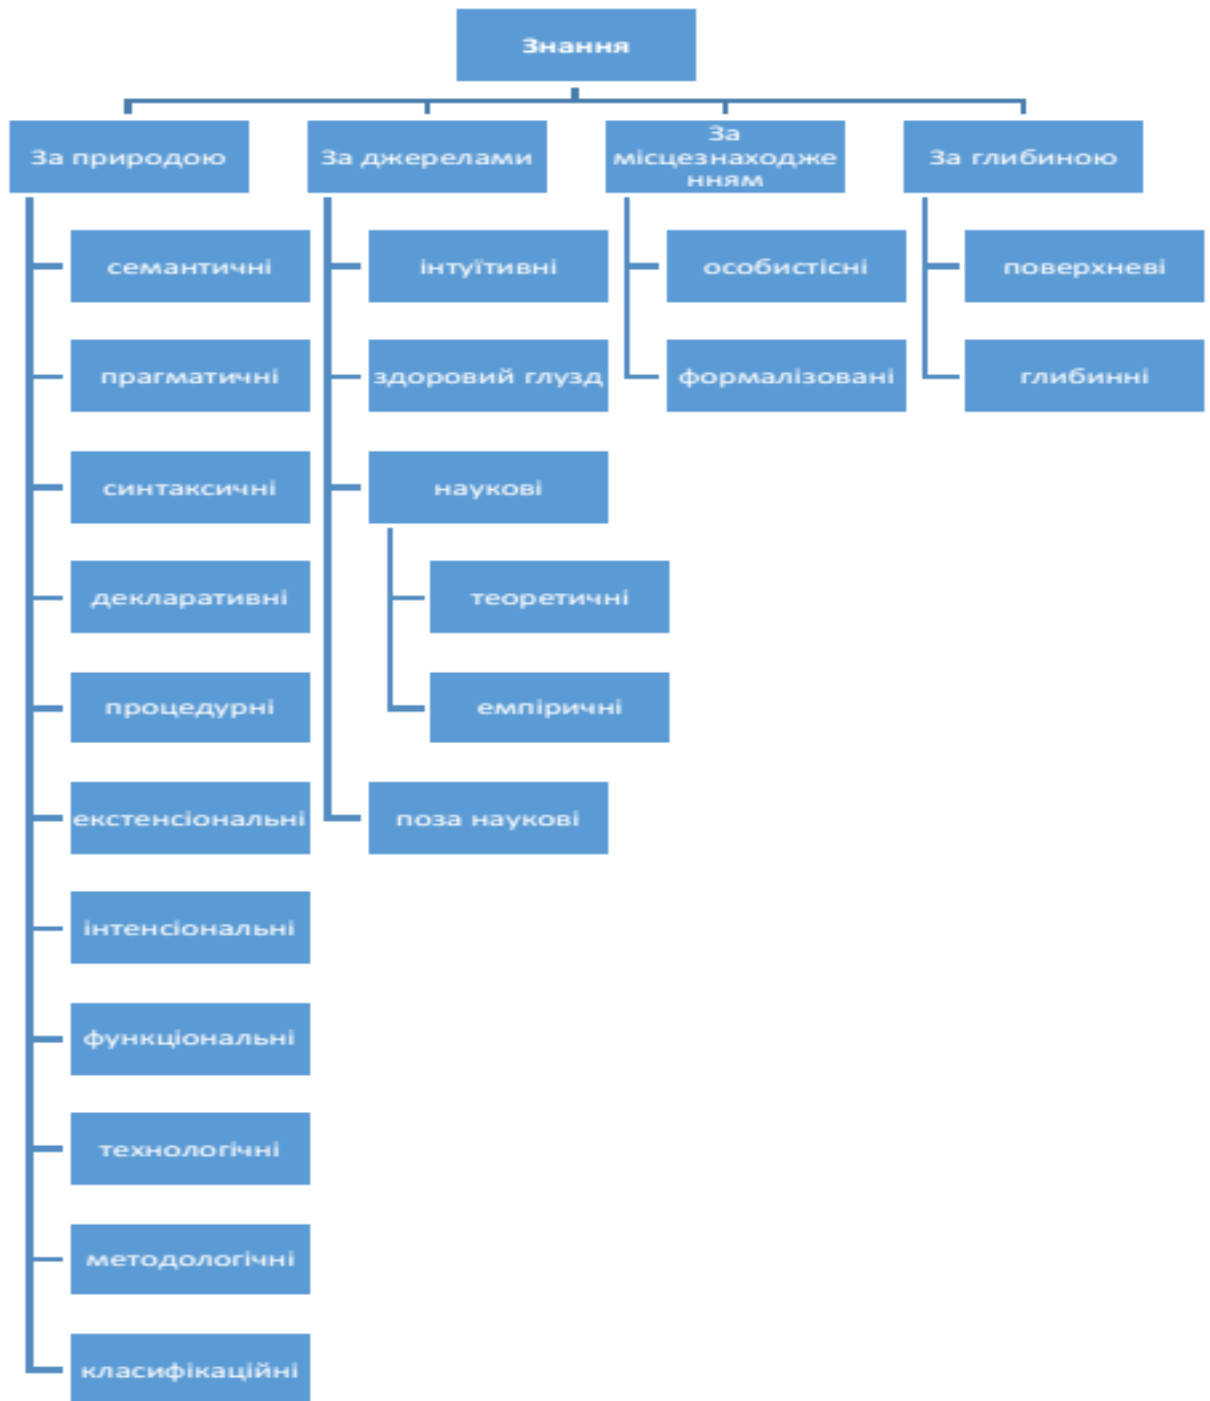 Знання
За природою
семантичні
прагматичні
синтаксичні
декларативні
процедурні
екстенсіональні
інтенсіональні
функціональні
технологічні
методологічні
класифікаційні
За джерелами
інтуїтивні
здоровий глузд
наукові
теоретичні
емпіричні
поза наукові
За
місцезнаходже
нням
особистісні
формалізовані
За глибиною
поверхневі
глибинні